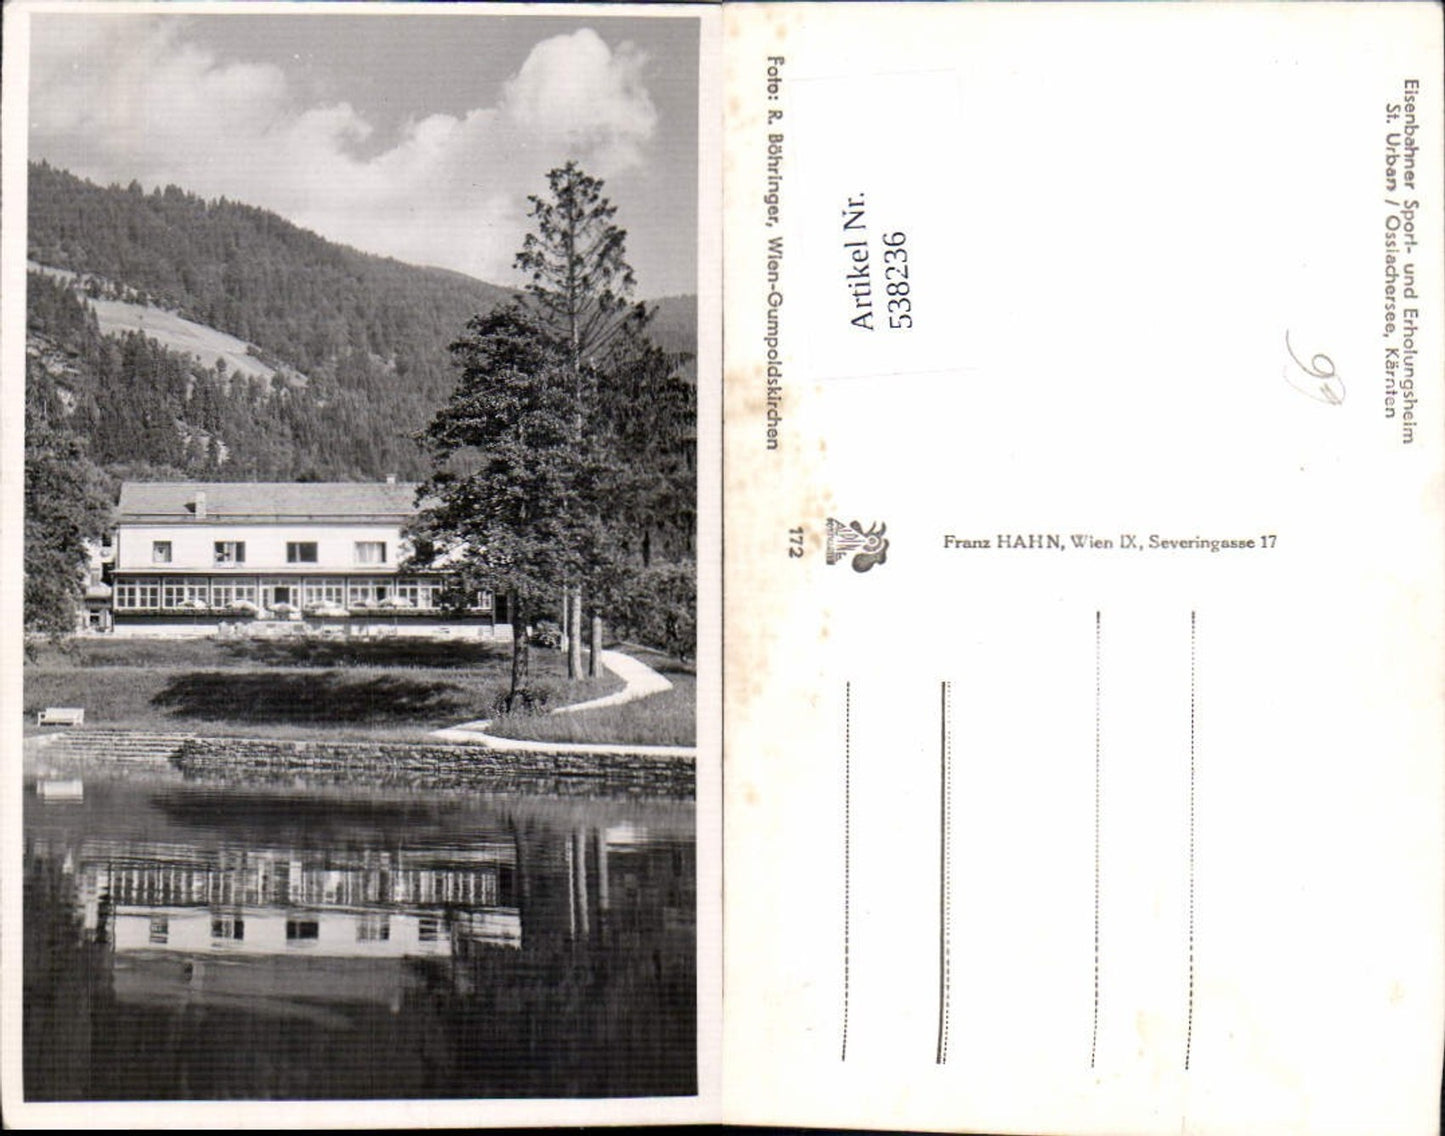 Eisenbahner Sport- und Erholungsheim
St. Urban / Ossiachersee, Kärnten
Artikel Nr.
538236
Foto: R. Böhringer, Wien-Gumpoldskirchen
172
Franz HAHN, Wien IX, Severingasse 17